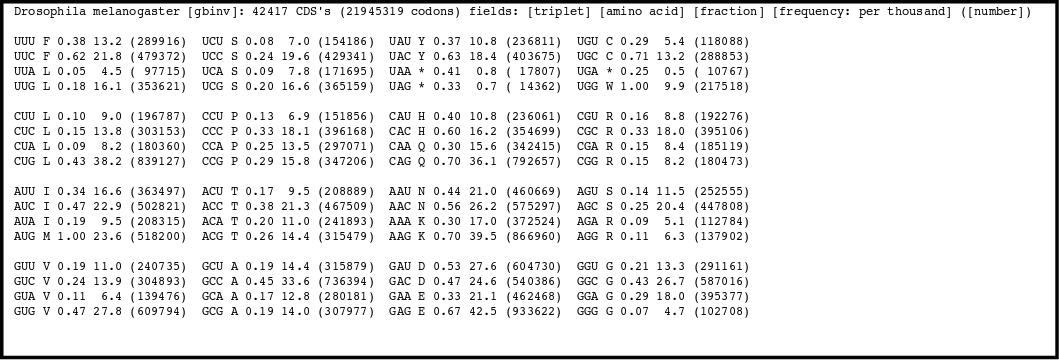 Drosophila melanogaster [gbinv]: 42417 CDS's (21945319 codons) fields: [triplet] [amino acid] [fraction] [frequency: per thousand] ([number])
UUU F 0.38 13.2 (289916) UCU S 0.08 7.0 (154186) UAU Y 0.37 10.8 (236811) UGU C 0.29 5.4 (118088)
UUC F 0.62 21.8 (479372) UCC S 0.24 19.6 (429341) UAC Y 0.63 18.4 (403675) UGC C 0.71 13.2 (288853)
UUA L 0.05 4.5 ( 97715) UCA S 0.09 7.8 (171695) UAA * 0.41 0.8 ( 17807) UGA * 0.25 0.5 ( 10767)
UUG L 0.18 16.1 (353621) UCG S 0.20 16.6 (365159) UAG * 0.33 0.7 ( 14362) UGG W 1.00 9.9 (217518)
CUU L 0.10 9.0 (196787) CCU P 0.13 6.9 (151856) CAU H 0.40 10.8 (236061) CGU R 0.16 8.8 (192276)
CUC L 0.15 13.8 (303153) CCC P 0.33 18.1 (396168) CAC H 0.60 16.2 (354699) CGC R 0.33 18.0 (395106)
CUA L 0.09 8.2 (180360) CCA P 0.25 13.5 (297071) CAA Q 0.30 15.6 (342415) CGA R 0.15 8.4 (185119)
CUG L 0.43 38.2 (839127) CCG P 0.29 15.8 (347206) CAG Q 0.70 36.1 (792657) CGG R 0.15 8.2 (180473)
AUU I 0.34 16.6 (363497) ACU T 0.17 9.5 (208889) AAU N 0.44 21.0 (460669) AGU S 0.14 11.5 (252555)
AUC I 0.47 22.9 (502821) ACC T 0.38 21.3 (467509) AAC N 0.56 26.2 (575297) AGC S 0.25 20.4 (447808)
AUA I 0.19 9.5 (208315) ACA T 0.20 11.0 (241893) AAA K 0.30 17.0 (372524) AGA R 0.09 5.1 (112784)
AUG M 1.00 23.6 (518200) ACG T 0.26 14.4 (315479) AAG K 0.70 39.5 (866960) AGG R 0.11 6.3 (137902)
GUU V 0.19 11.0 (240735) GCU A 0.19 14.4 (315879) GAU D 0.53 27.6 (604730) GGU G 0.21 13.3 (291161)
GUC V 0.24 13.9 (304893) GCC A 0.45 33.6 (736394) GAC D 0.47 24.6 (540386) GGC G 0.43 26.7 (587016)
GUA V 0.11 6.4 (139476) GCA A 0.17 12.8 (280181) GAA E 0.33 21.1 (462468) GGA G 0.29 18.0 (395377)
GUG V 0.47 27.8 (609794) GCG A 0.19 14.0 (307977) GAG E 0.67 42.5 (933622) GGG G 0.07 4.7 (102708)